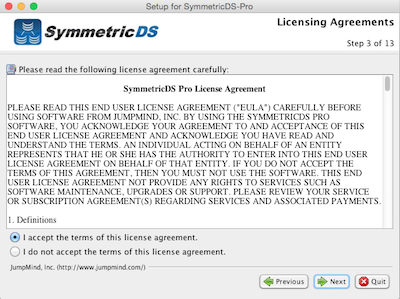 Setup for SymmetricDS-Pro
SymmetricDS
Licensing Agreements
Step 3 of 13
Please read the following license agreement carefully:
SymmetricDS Pro License Agreement
PLEASE READ THIS END USER LICENSE AGREEMENT ("EULA") CAREFULLY BEFORE
USING SOFTWARE FROM JUMPMIND, INC. BY USING THE SYMMETRICDS PRO
SOFTWARE, YOU ACKNOWLEDGE YOUR AGREEMENT TO AND ACCEPTANCE OF THIS
END USER LICENSE AGREEMENT AND ACKNOWLEDGE YOU HAVE READ AND
UNDERSTAND THE TERMS. AN INDIVIDUAL ACTING ON BEHALF OF AN ENTITY
REPRESENTS THAT HE OR SHE HAS THE AUTHORITY TO ENTER INTO THIS END USER
LICENSE AGREEMENT ON BEHALF OF THAT ENTITY. IF YOU DO NOT ACCEPT THE
TERMS OF THIS AGREEMENT, THEN YOU MUST NOT USE THE SOFTWARE. THIS END
USER LICENSE AGREEMENT NOT PROVIDE ANY RIGHTS TO SERVICES SUCH AS
SOFTWARE MAINTENANCE, UPGRADES OR SUPPORT. PLEASE REVIEW YOUR SERVICE
OR SUBSCRIPTION AGREEMENT(S) REGARDING SERVICES AND ASSOCIATED PAYMENTS.
1. Definitions
I accept the terms of this license agreement.
I do not accept the terms of this license agreement.
JumpMind, Inc. (http://www.jumpmind.com/)
Previous
Next
Quit